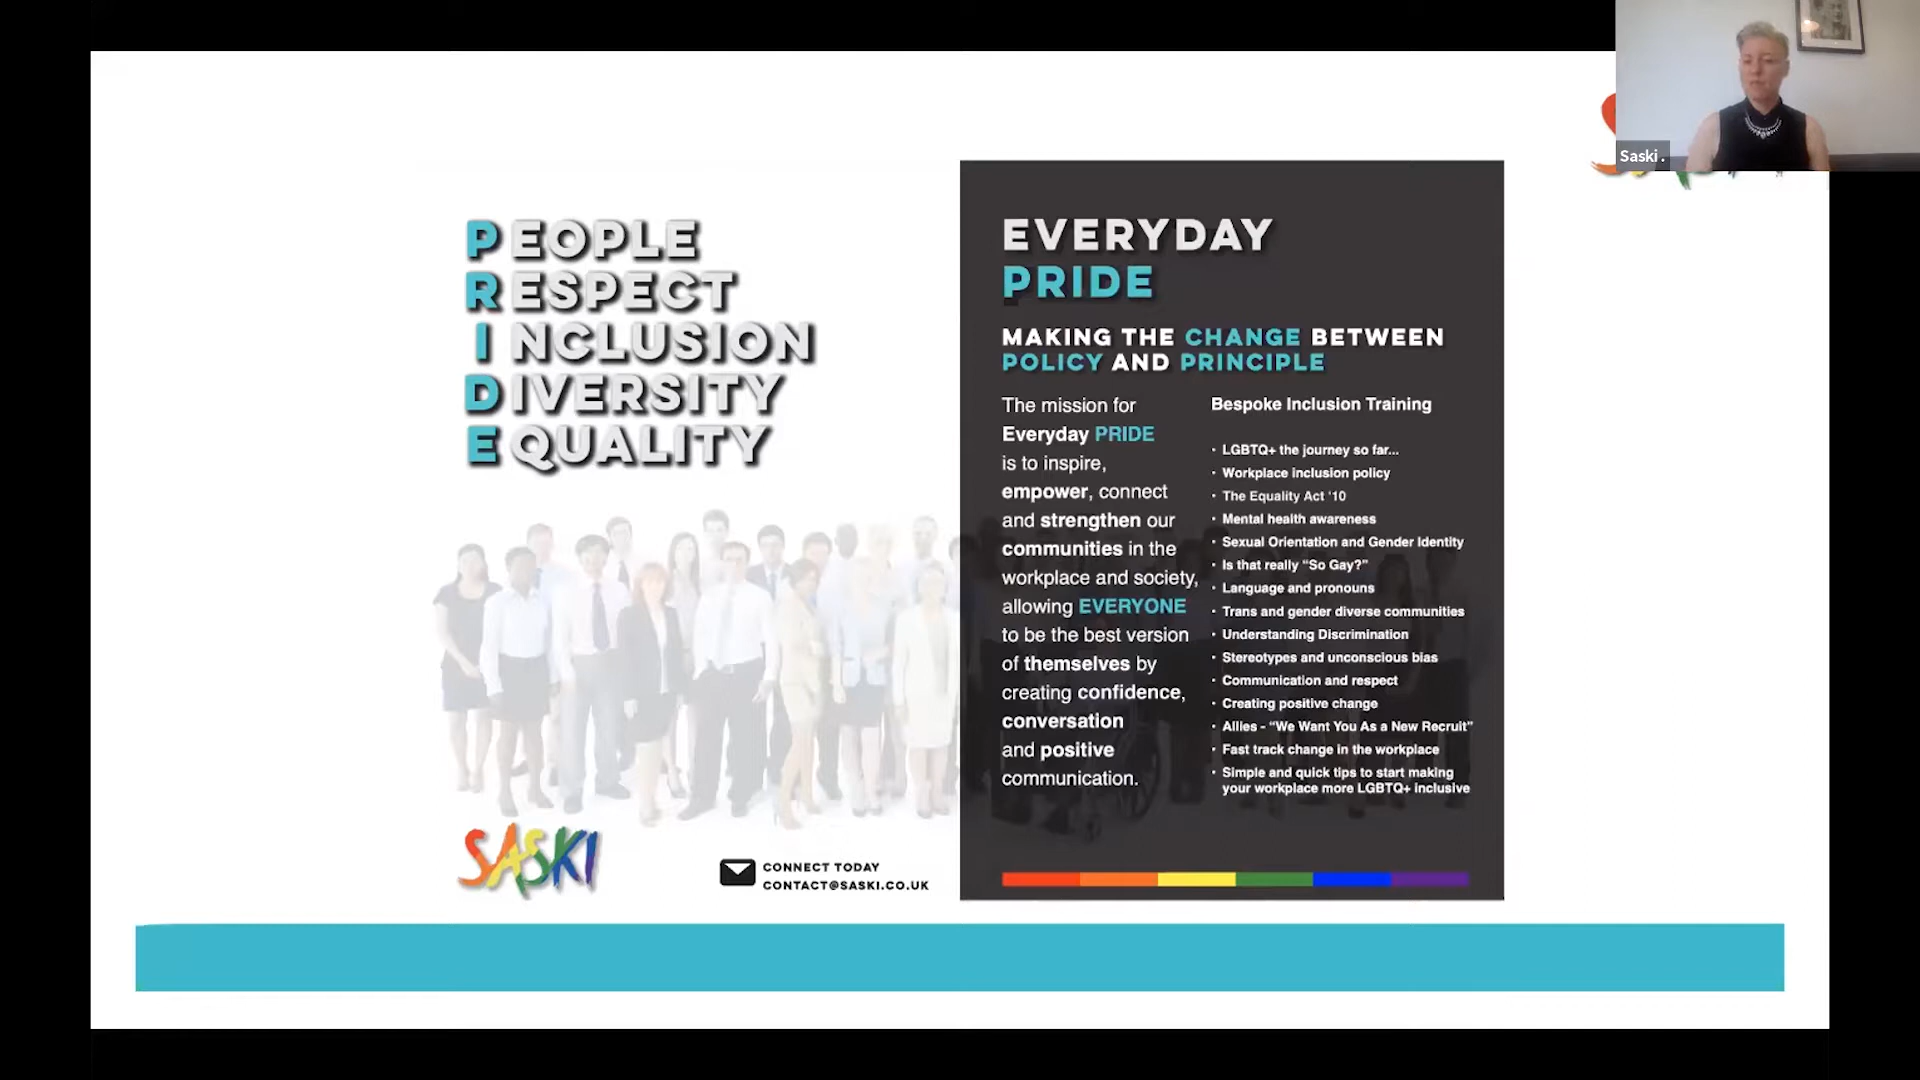 Saski .
PEOPLE
RESPECT
INCLUSION
DIVERSITY
EQUALITY
SASKI
CONNECT TODAY
CONTACT@SASKI.CO.UK
EVERYDAY
PRIDE
MAKING THE CHANGE BETWEEN
POLICY AND PRINCIPLE
The mission for
Everyday PRIDE
is to inspire,
empower, connect
and strengthen our
communities in the
workplace and society,
allowing EVERYONE
to be the best version
of themselves by
creating confidence,
conversation
and positive
communication.
Bespoke Inclusion Training
· LGBTQ+ the journey so far...
· Workplace inclusion policy
· The Equality Act '10
· Mental health awareness
· Sexual Orientation and Gender Identity
· Is that really “So Gay?”
· Language and pronouns
· Trans and gender diverse communities
· Understanding Discrimination
· Stereotypes and unconscious bias
· Communication and respect
· Creating positive change
· Allies - “We Want You As a New Recruit”
· Fast track change in the workplace
· Simple and quick tips to start making
your workplace more LGBTQ+ inclusive